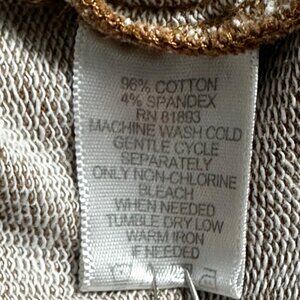 96% COTTON
4% SPANDEX
RN 81893
MACHINE WASH COLD
GENTLE CYCLE
SEPARATELY
ONLY NON-CHLORINE
BLEACH
WHEN NEEDED
TUMBLE DRY LOW
WARM IRON
IF NEEDED